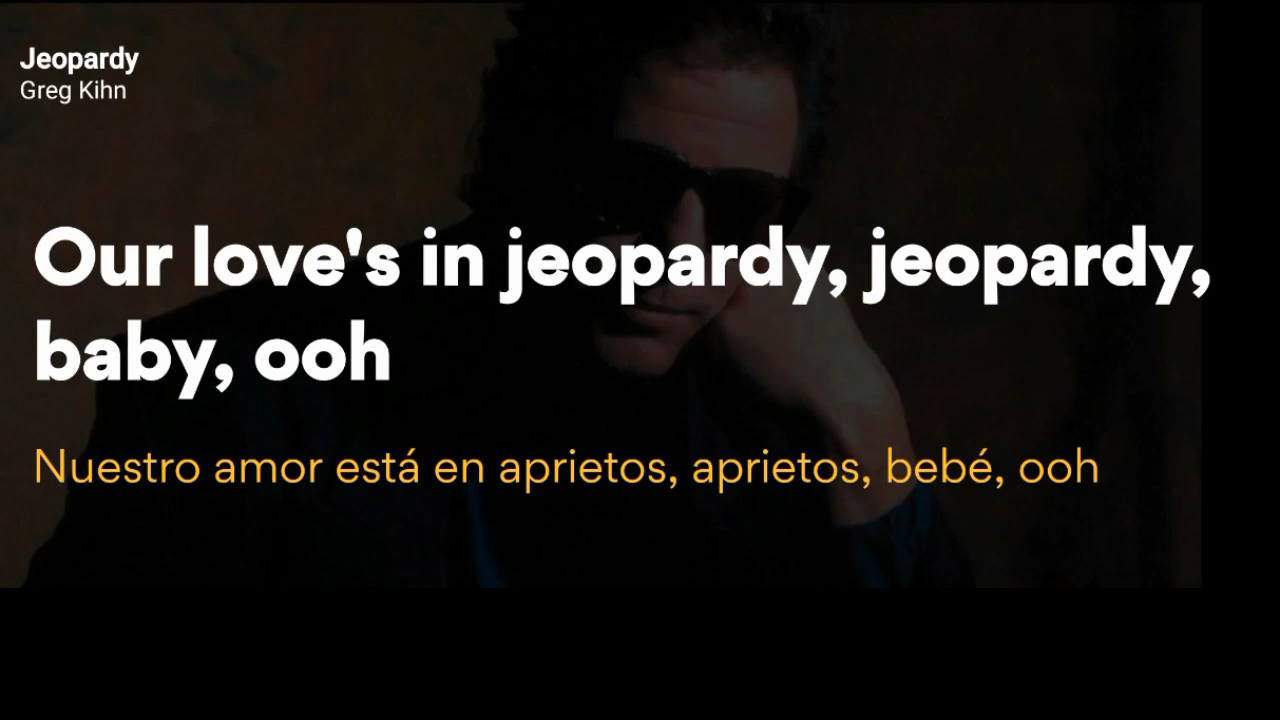 Jeopardy
Greg Kihn
Our love's in jeopardy, jeopardy,
baby, ooh
Nuestro amor está en aprietos, aprietos, bebé, ooh